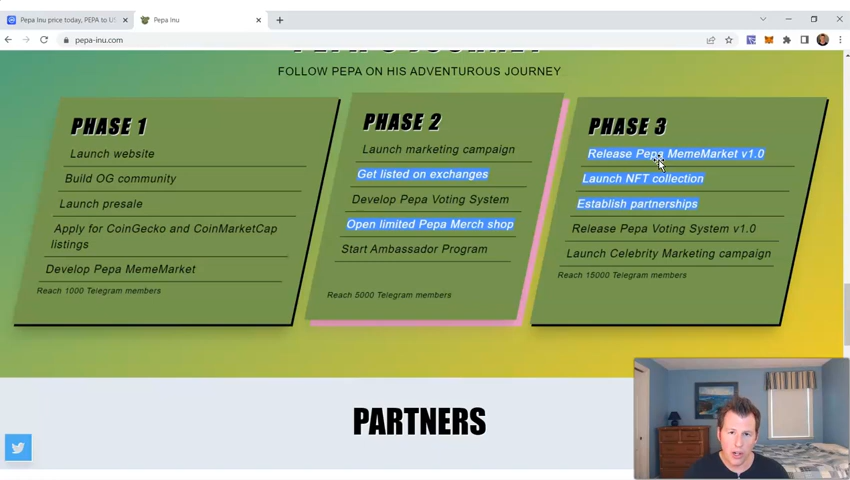 Pepa Inu price today, PEPA to US
Pepa Inu
pepa-inu.com
FOLLOW PEPA ON HIS ADVENTUROUS JOURNEY
PHASE 1
Launch website
Build OG community
Launch presale
Apply for CoinGecko and CoinMarketCap
listings
Develop Pepa MemeMarket
Reach 1000 Telegram members
PHASE 2
Launch marketing campaign
Get listed on exchanges
Develop Pepa Voting System
Open limited Pepa Merch shop
Start Ambassador Program
Reach 5000 Telegram members
PHASE 3
Release Pepa MemeMarket v1.0
Launch NFT collection
Establish partnerships
Release Pepa Voting System v1.0
Launch Celebrity Marketing campaign
Reach 15000 Telegram members
PARTNERS